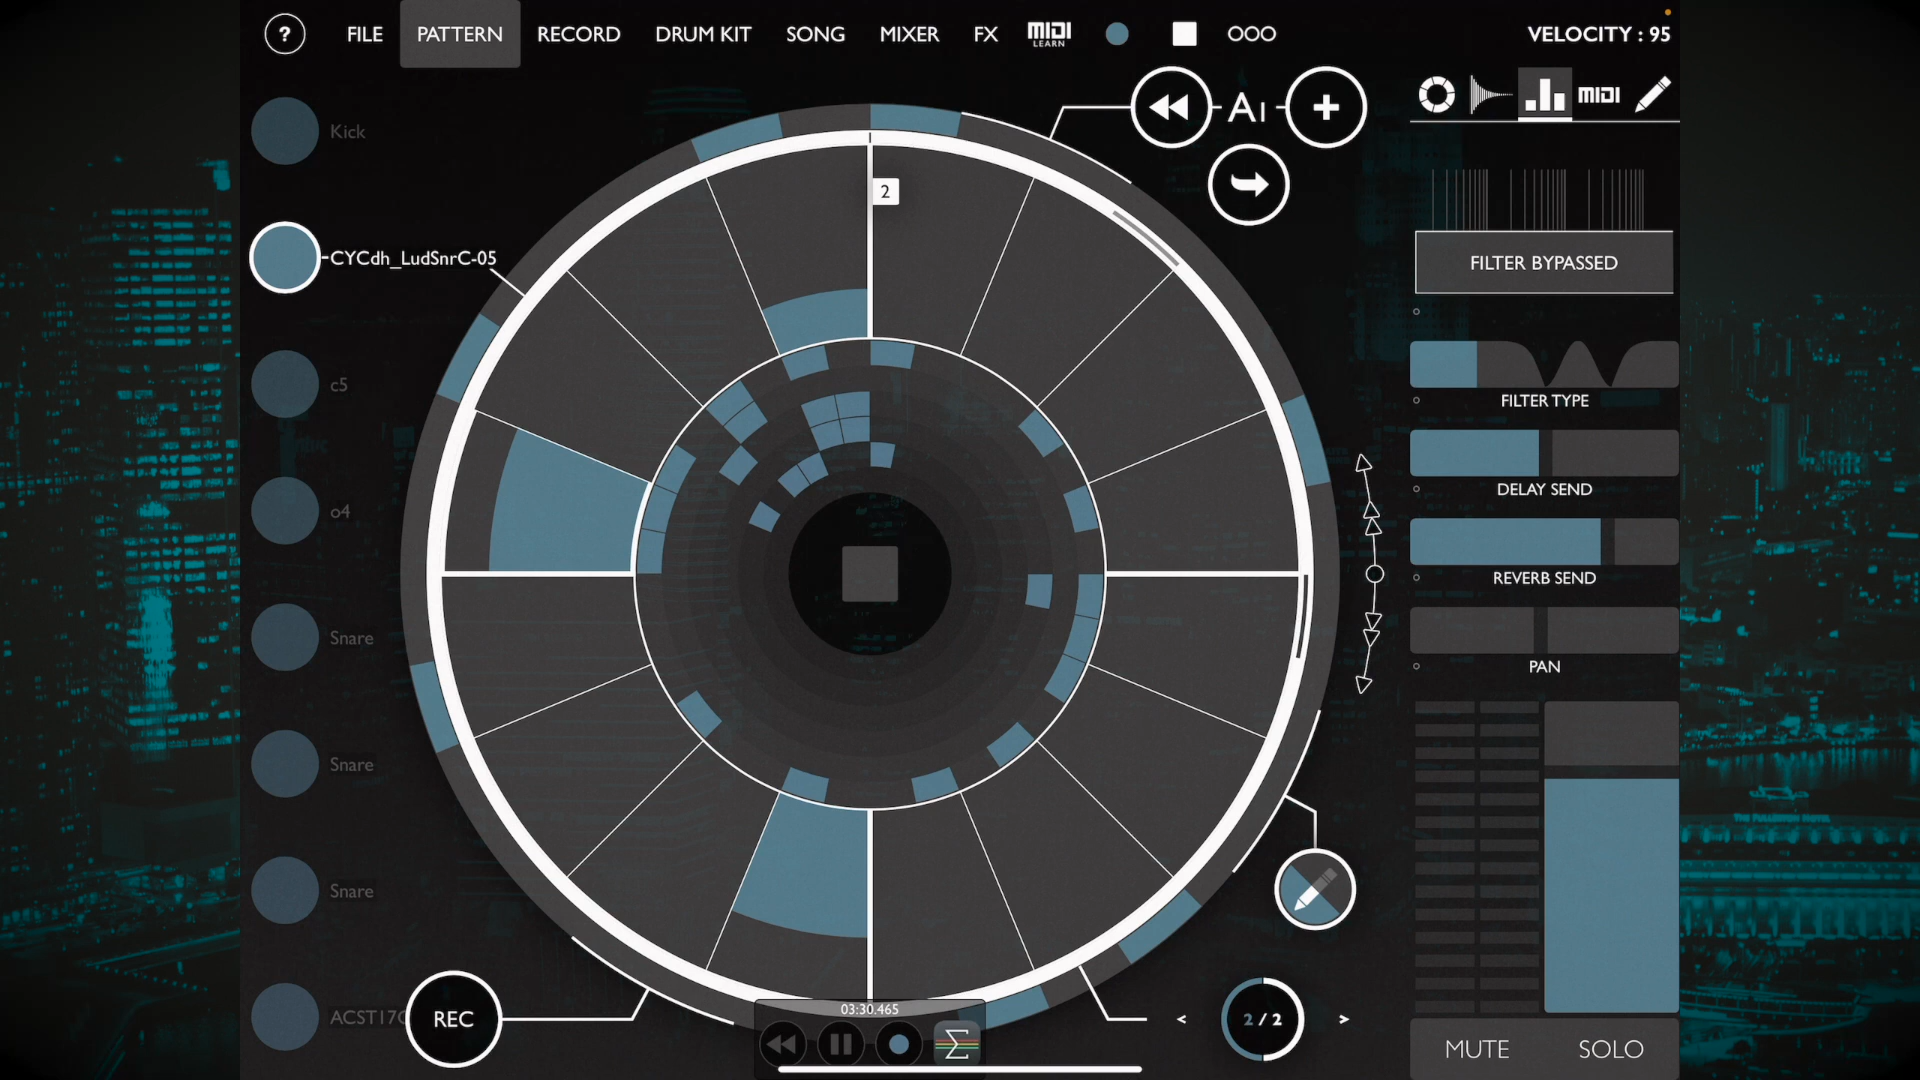 ? FILE PATTERN RECORD DRUM KIT SONG MIXER FX MIDI LEARN VELOCITY : 95
AI
MIDI
Kick
2
CYCdh_LudSnrC-05
FILTER BYPASSED
c5
FILTER TYPE
DELAY SEND
o4
REVERB SEND
Snare
PAN
Snare
Snare
03:30.465
ACST17
REC
< 2 / 2 >
MUTE SOLO